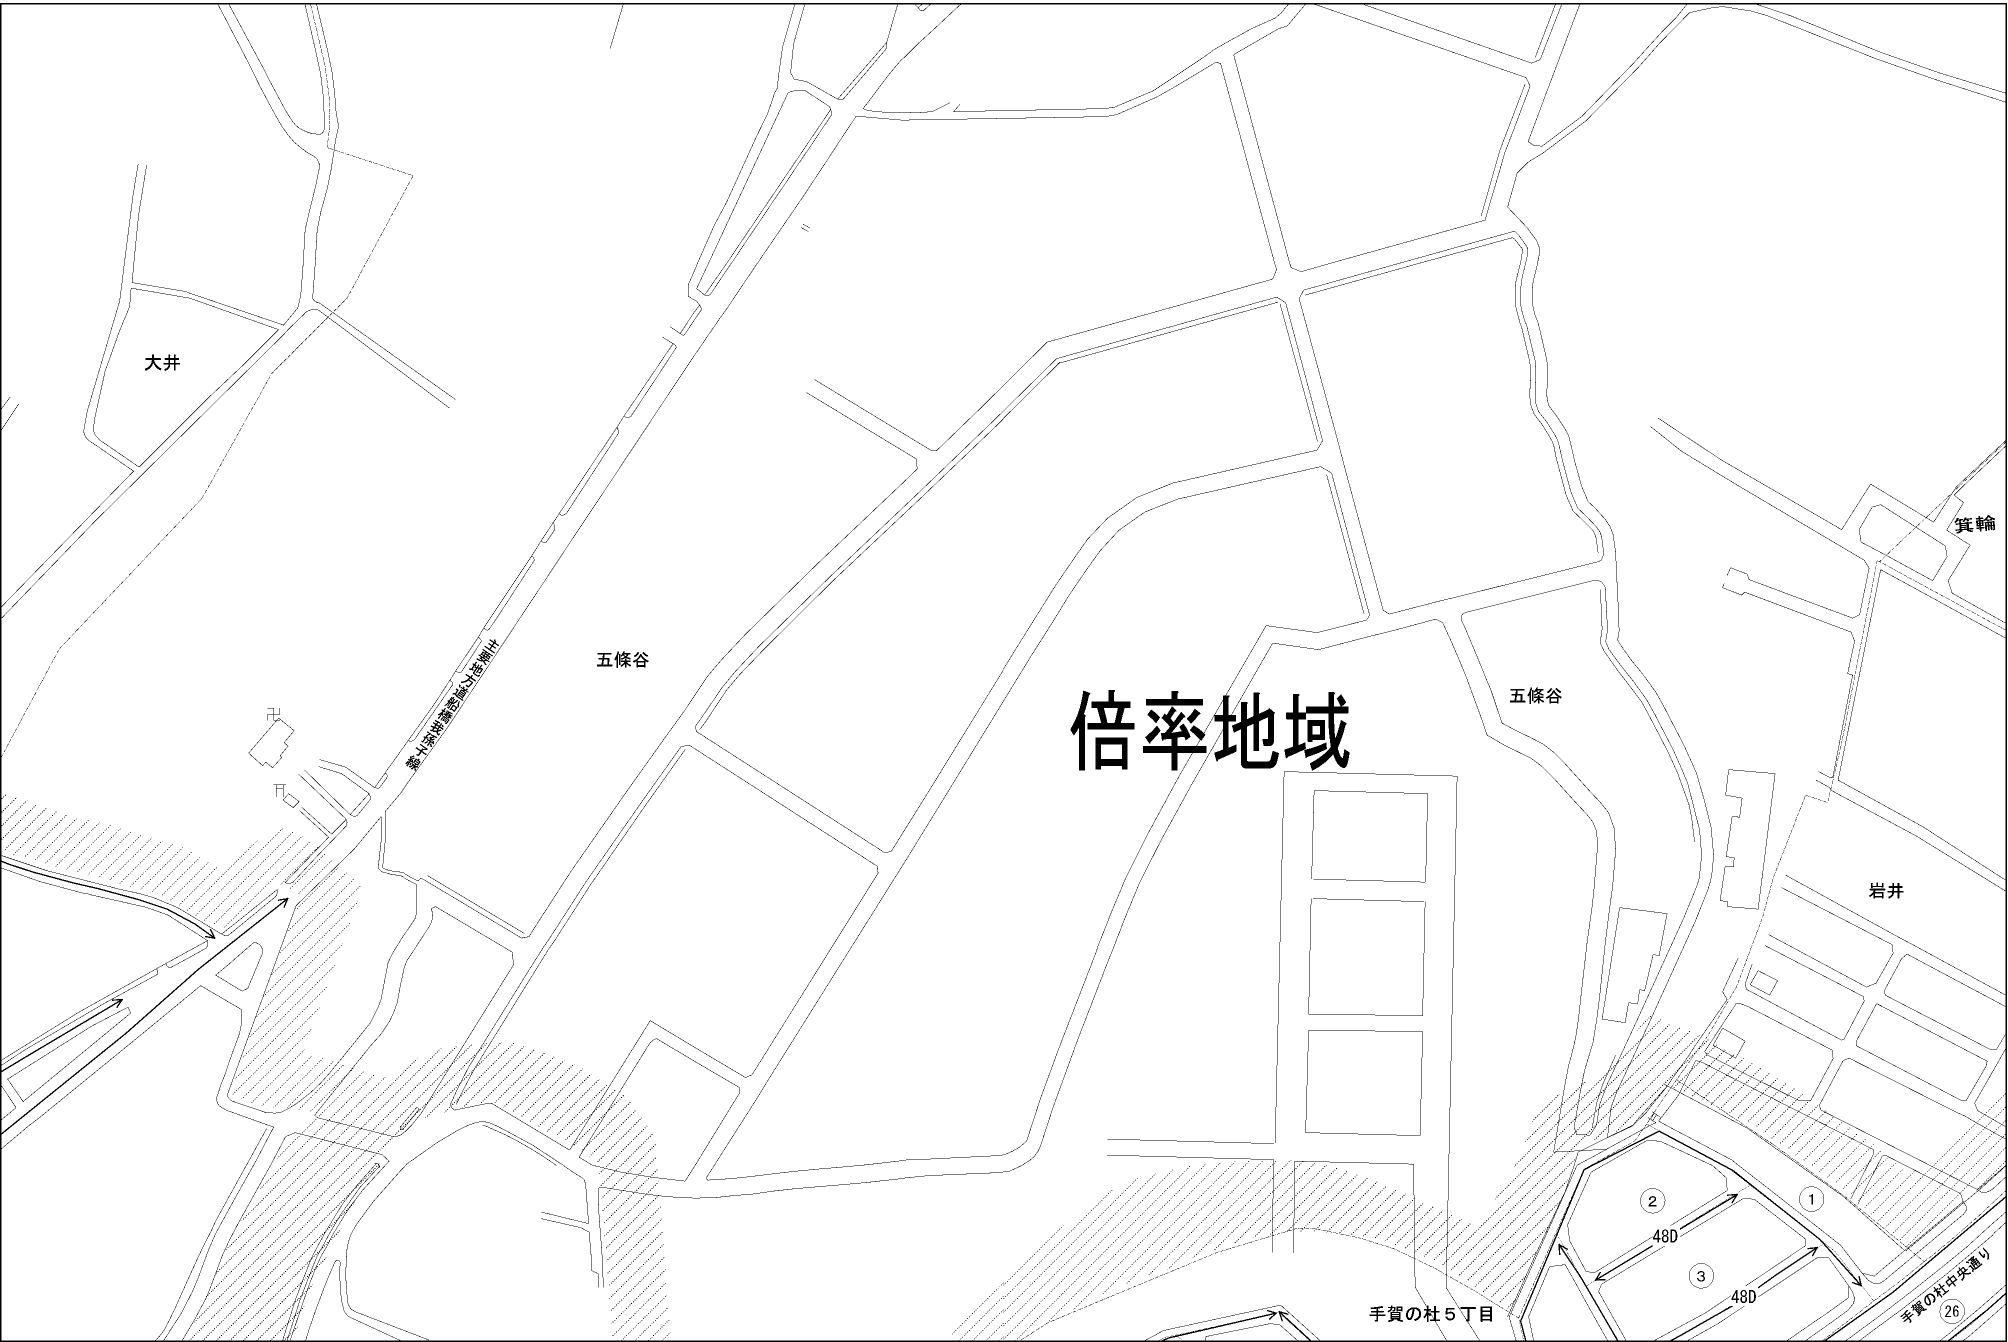 大井
箕輪
主要地方道船橋我孫子線
五條谷
五條谷
倍率地域
岩井
①
②
48D
③
48D
手賀の杜中央通り
手賀の杜5丁目
㉖